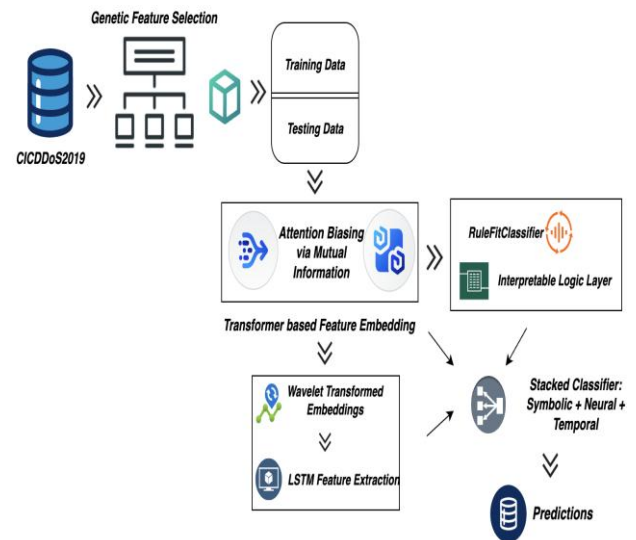 Genetic Feature Selection
CICDDoS2019
Training Data
Testing Data
Attention Biasing
via Mutual
Information
RuleFitClassifier
Interpretable Logic Layer
Transformer based Feature Embedding
Wavelet Transformed
Embeddings
LSTM Feature Extraction
Stacked Classifier:
Symbolic + Neural +
Temporal
Predictions